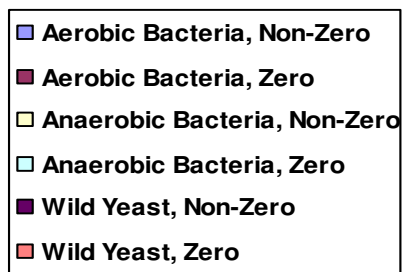 Aerobic Bacteria, Non-Zero
Aerobic Bacteria, Zero
Anaerobic Bacteria, Non-Zero
Anaerobic Bacteria, Zero
Wild Yeast, Non-Zero
Wild Yeast, Zero